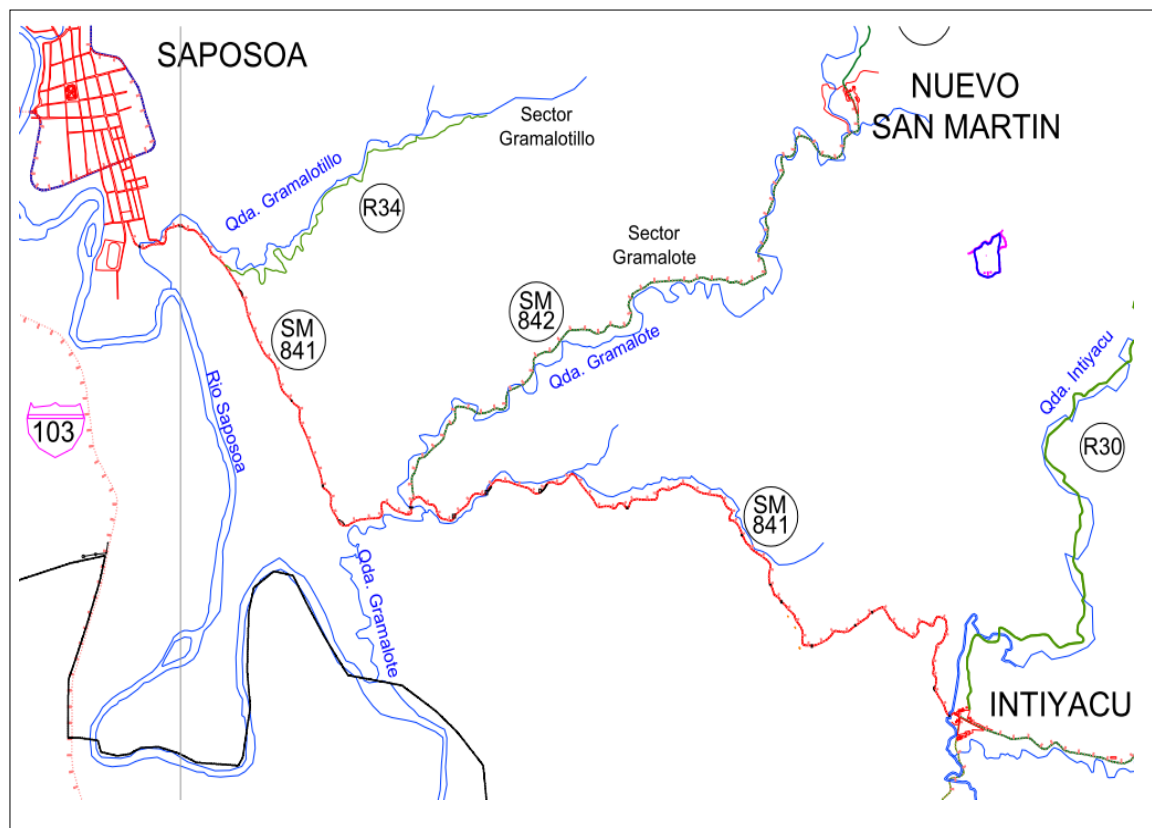 SAPOSOA
NUEVO
SAN MARTIN
Sector
Gramalotillo
Qda. Gramalotillo
R34
Sector
Gramalote
SM
842
SM
841
Qda. Gramalote
Qda. Intiyacu
Rio Saposoa
103
R30
SM
841
Qda. Gramalote
INTIYACU